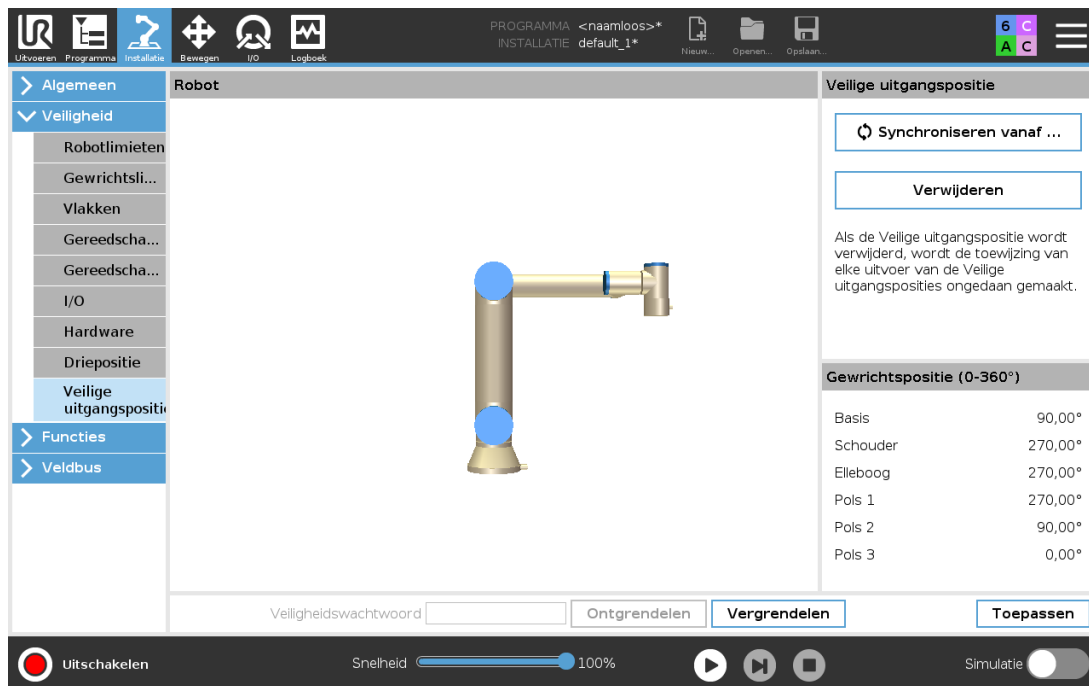 PROGRAMMA <naamloos>*
INSTALLATIE default_1*
Uitvoeren
Programma
Installatie
Bewegen
I/O
Logboek
Nieuw...
Openen...
Opslaan...
6 C
A C
Algemeen
Veiligheid
Robotlimieten
Gewrichtsli...
Vlakken
Gereedscha...
Gereedscha...
I/O
Hardware
Driepositie
Veilige
uitgangspositi
Functies
Veldbus
Robot
Veilige uitgangspositie
Synchroniseren vanaf ...
Verwijderen
Als de Veilige uitgangspositie wordt
verwijderd, wordt de toewijzing van
elke uitvoer van de Veilige
uitgangsposities ongedaan gemaakt.
Gewrichtspositie (0-360°)
Basis 90,00°
Schouder 270,00°
Elleboog 270,00°
Pols 1 270,00°
Pols 2 90,00°
Pols 3 0,00°
Veiligheidswachtwoord
Ontgrendelen
Vergrendelen
Toepassen
Uitschakelen
Snelheid
100%
Simulatie